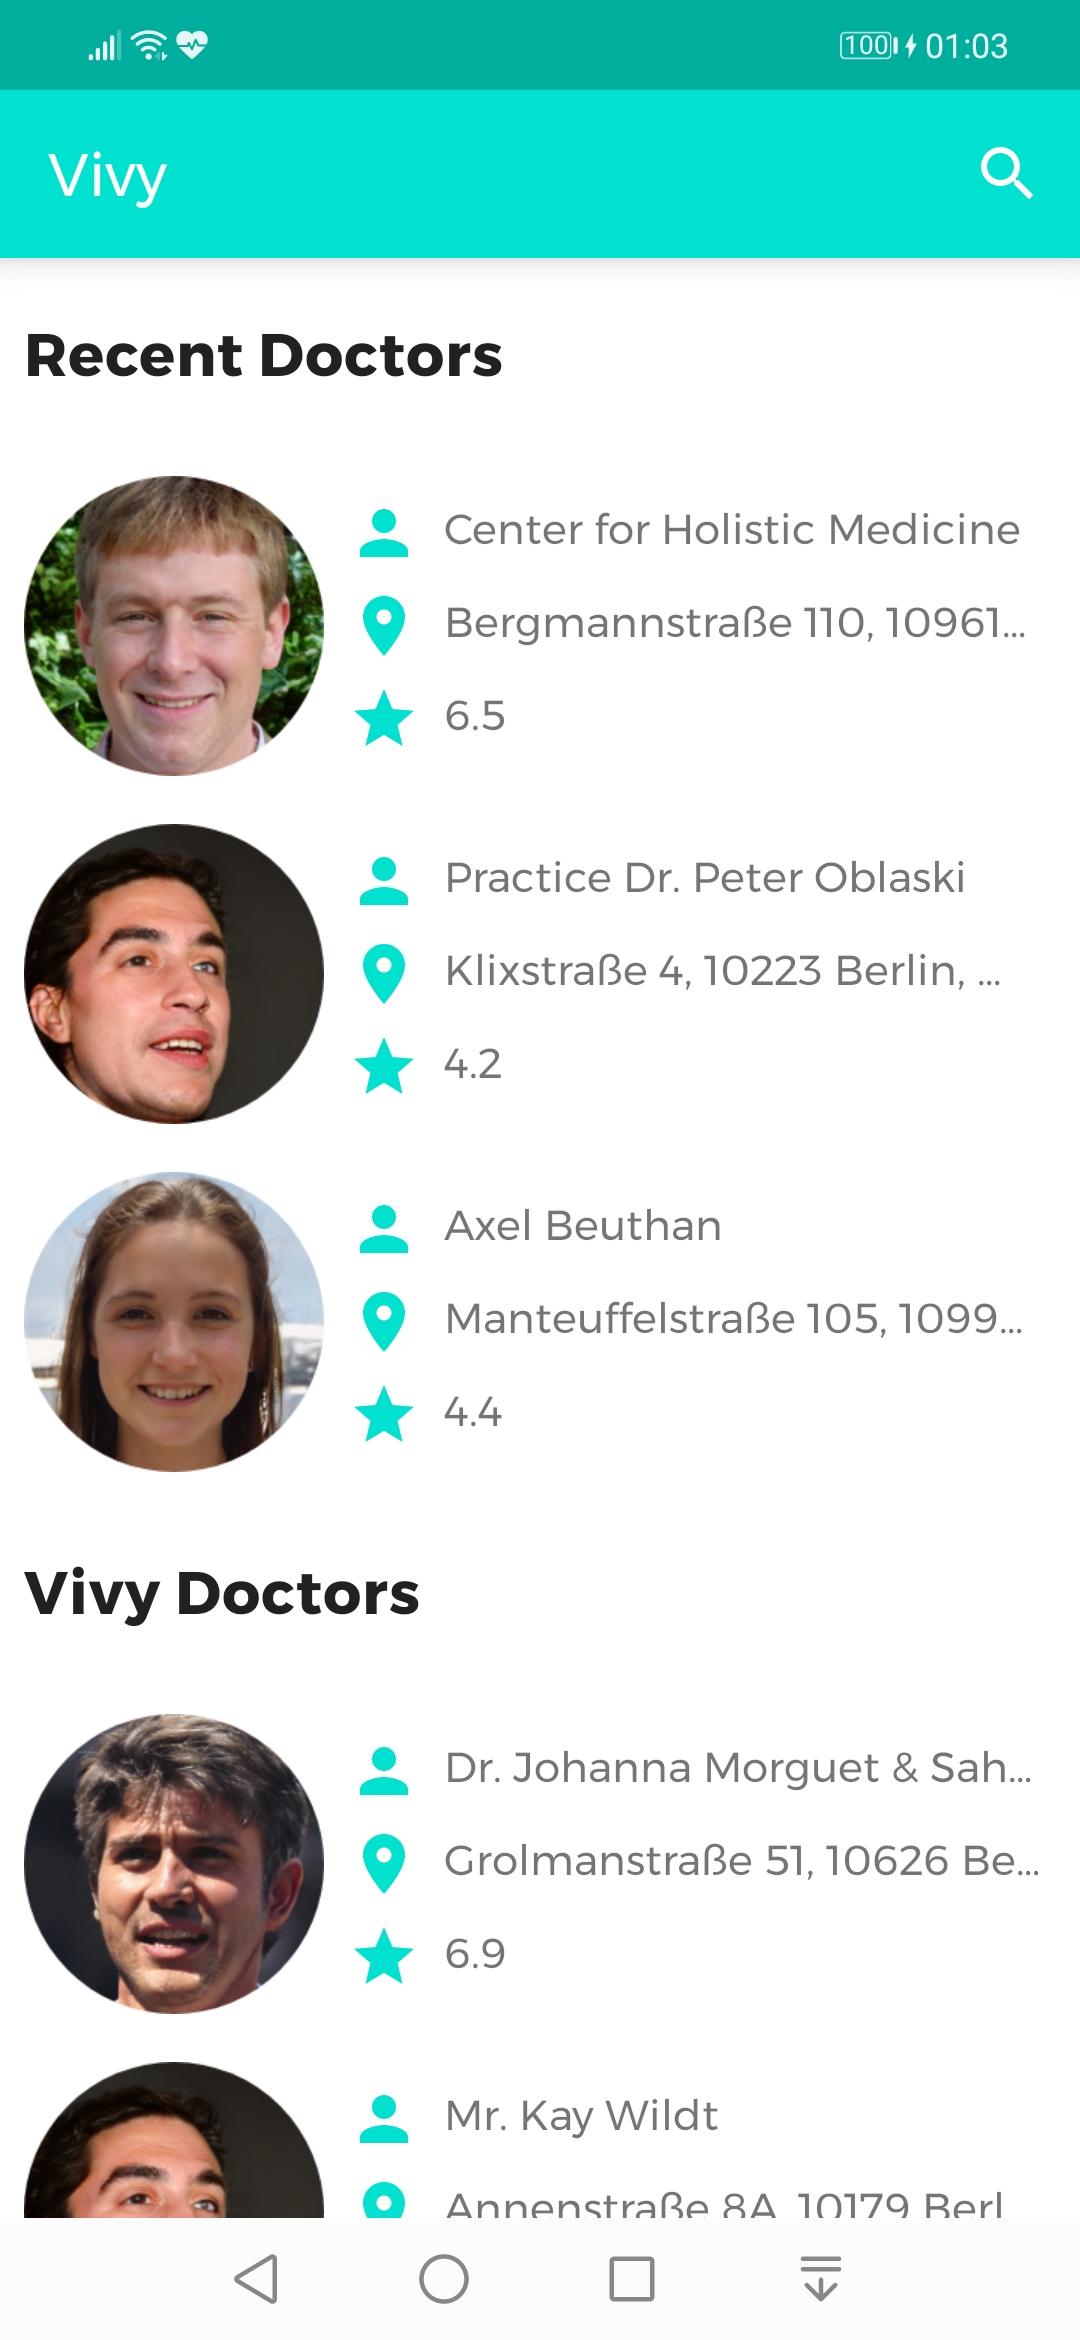 100 01:03
Vivy
Recent Doctors
Center for Holistic Medicine
Bergmannstraße 110, 10961...
6.5
Practice Dr. Peter Oblaski
Klixstraße 4, 10223 Berlin, ...
4.2
Axel Beuthan
Manteuffelstraße 105, 1099...
4.4
Vivy Doctors
Dr. Johanna Morguet & Sah...
Grolmanstraße 51, 10626 Be...
6.9
Mr. Kay Wildt
Annenstraße 8A, 10179 Berl